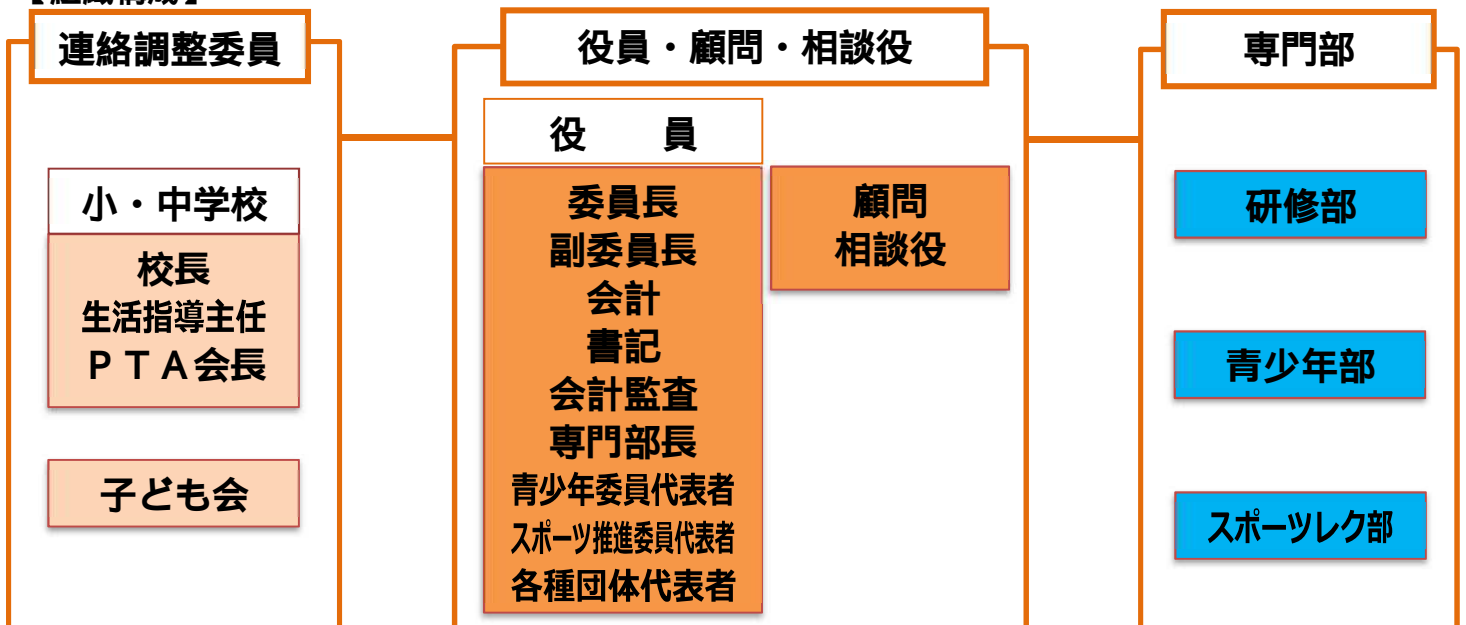 【組織構成】
連絡調整委員
小・中学校
校長
生活指導主任
ＰＴＡ会長
子ども会
役員・顧問・相談役
役　　員
委員長
副委員長
会計
書記
会計監査
専門部長
青少年委員代表者
スポーツ推進委員代表者
各種団体代表者
顧問
相談役
専門部
研修部
青少年部
スポーツレク部